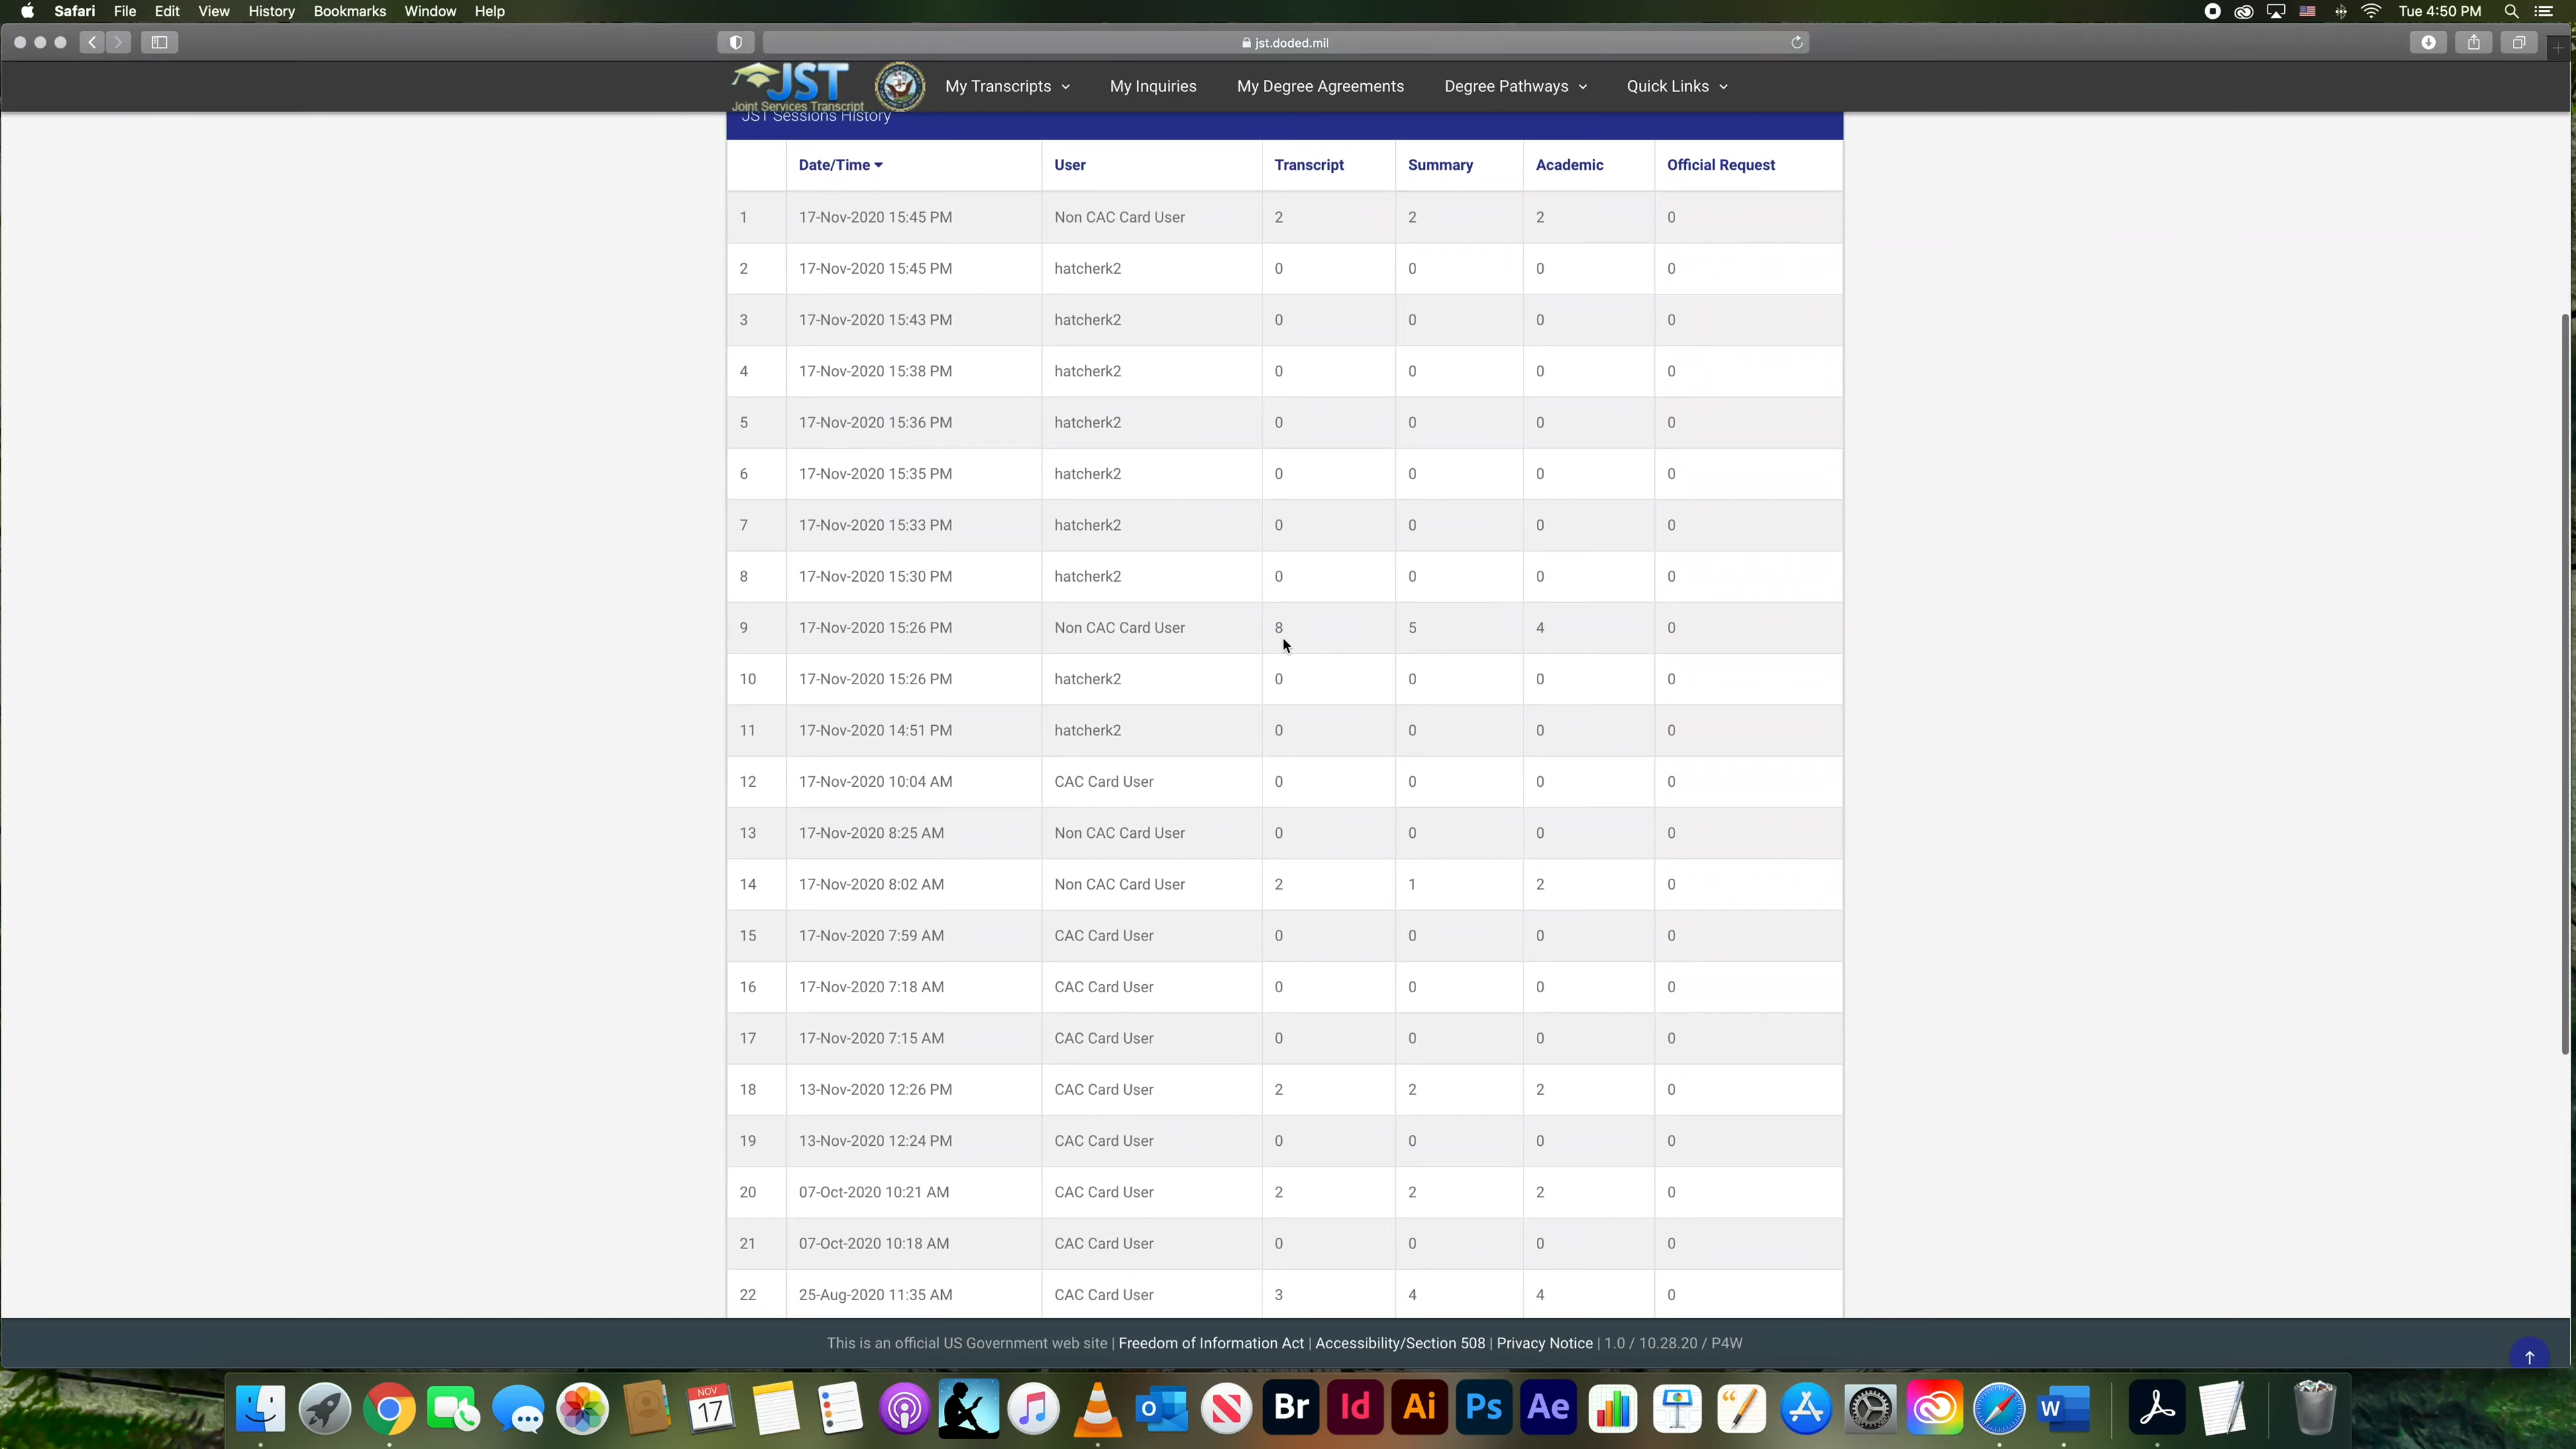 Safari File Edit View History Bookmarks Window Help Tue 4:50 PM
jst.doded.mil
JST Joint Services Transcript My Transcripts My Inquiries My Degree Agreements Degree Pathways Quick Links
JST Sessions History
Date/Time User Transcript Summary Academic Official Request
1 17-Nov-2020 15:45 PM Non CAC Card User 2 2 2 0
2 17-Nov-2020 15:45 PM hatcherk2 0 0 0 0
3 17-Nov-2020 15:43 PM hatcherk2 0 0 0 0
4 17-Nov-2020 15:38 PM hatcherk2 0 0 0 0
5 17-Nov-2020 15:36 PM hatcherk2 0 0 0 0
6 17-Nov-2020 15:35 PM hatcherk2 0 0 0 0
7 17-Nov-2020 15:33 PM hatcherk2 0 0 0 0
8 17-Nov-2020 15:30 PM hatcherk2 0 0 0 0
9 17-Nov-2020 15:26 PM Non CAC Card User 8 5 4 0
10 17-Nov-2020 15:26 PM hatcherk2 0 0 0 0
11 17-Nov-2020 14:51 PM hatcherk2 0 0 0 0
12 17-Nov-2020 10:04 AM CAC Card User 0 0 0 0
13 17-Nov-2020 8:25 AM Non CAC Card User 0 0 0 0
14 17-Nov-2020 8:02 AM Non CAC Card User 2 1 2 0
15 17-Nov-2020 7:59 AM CAC Card User 0 0 0 0
16 17-Nov-2020 7:18 AM CAC Card User 0 0 0 0
17 17-Nov-2020 7:15 AM CAC Card User 0 0 0 0
18 13-Nov-2020 12:26 PM CAC Card User 2 2 2 0
19 13-Nov-2020 12:24 PM CAC Card User 0 0 0 0
20 07-Oct-2020 10:21 AM CAC Card User 2 2 2 0
21 07-Oct-2020 10:18 AM CAC Card User 0 0 0 0
22 25-Aug-2020 11:35 AM CAC Card User 3 4 4 0
This is an official US Government web site | Freedom of Information Act | Accessibility/Section 508 | Privacy Notice | 1.0 / 10.28.20 / P4W
NOV 17 O N Br Id Ai Ps Ae W